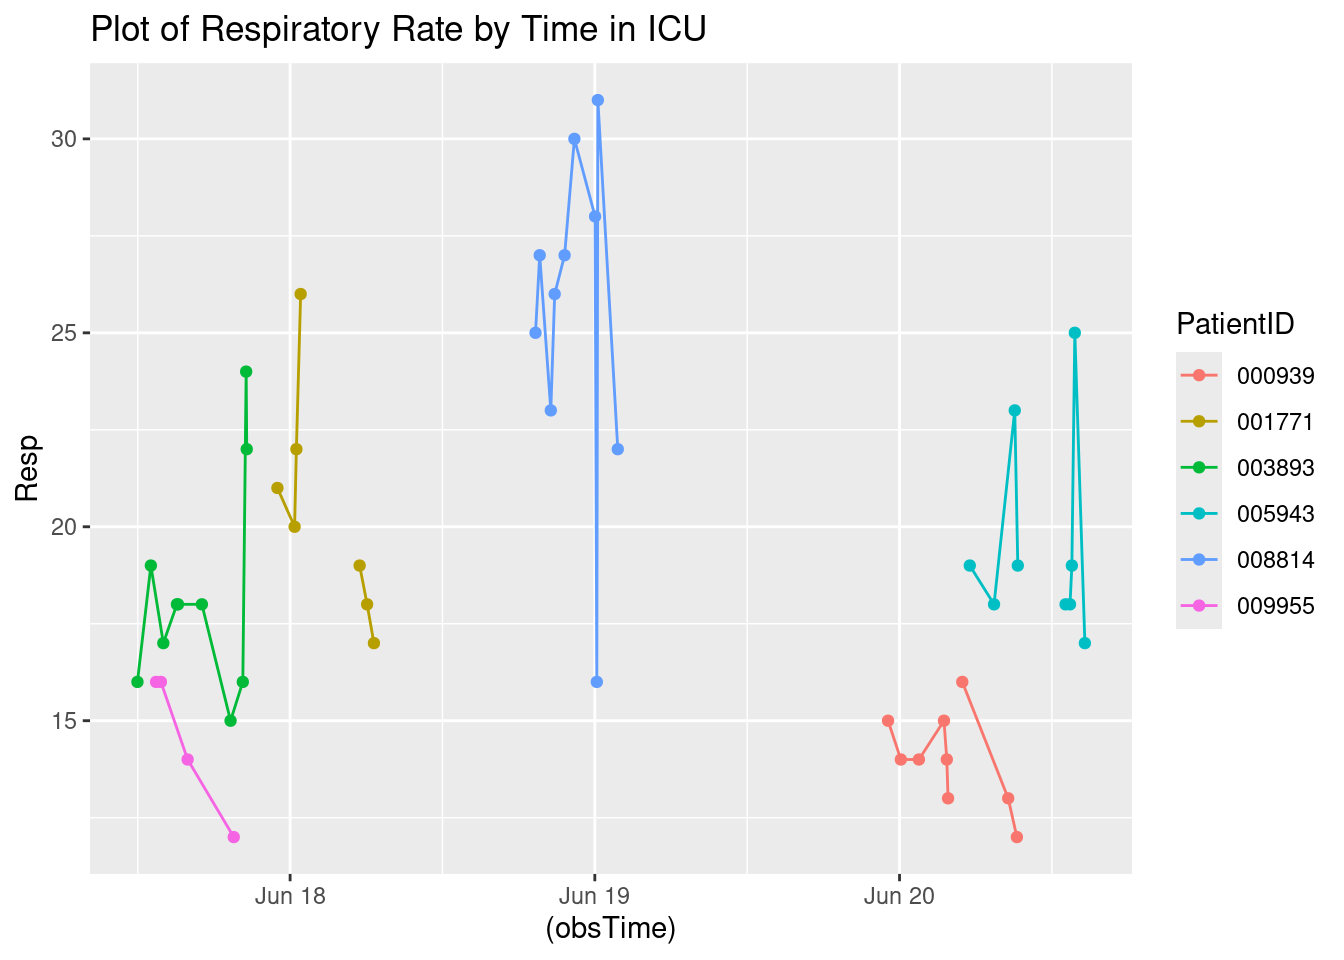 Plot of Respiratory Rate by Time in ICU
Resp
30
25
20
15
Jun 18
Jun 19
Jun 20
(obsTime)
PatientID
000939
001771
003893
005943
008814
009955